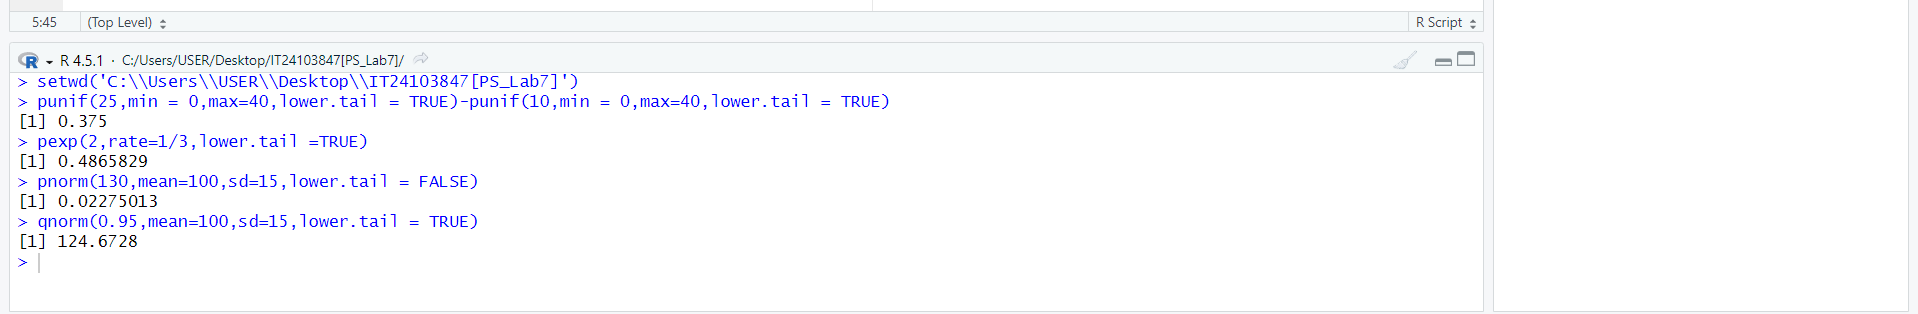 5:45 (Top Level) R Script
R R 4.5.1 · C:/Users/USER/Desktop/IT24103847[PS_Lab7]/
> setwd('C:\\Users\\USER\\Desktop\\IT24103847[PS_Lab7]')
> punif(25,min = 0,max=40,lower.tail = TRUE)-punif(10,min = 0,max=40,lower.tail = TRUE)
[1] 0.375
> pexp(2,rate=1/3,lower.tail =TRUE)
[1] 0.4865829
> pnorm(130,mean=100,sd=15,lower.tail = FALSE)
[1] 0.02275013
> qnorm(0.95,mean=100,sd=15,lower.tail = TRUE)
[1] 124.6728
>